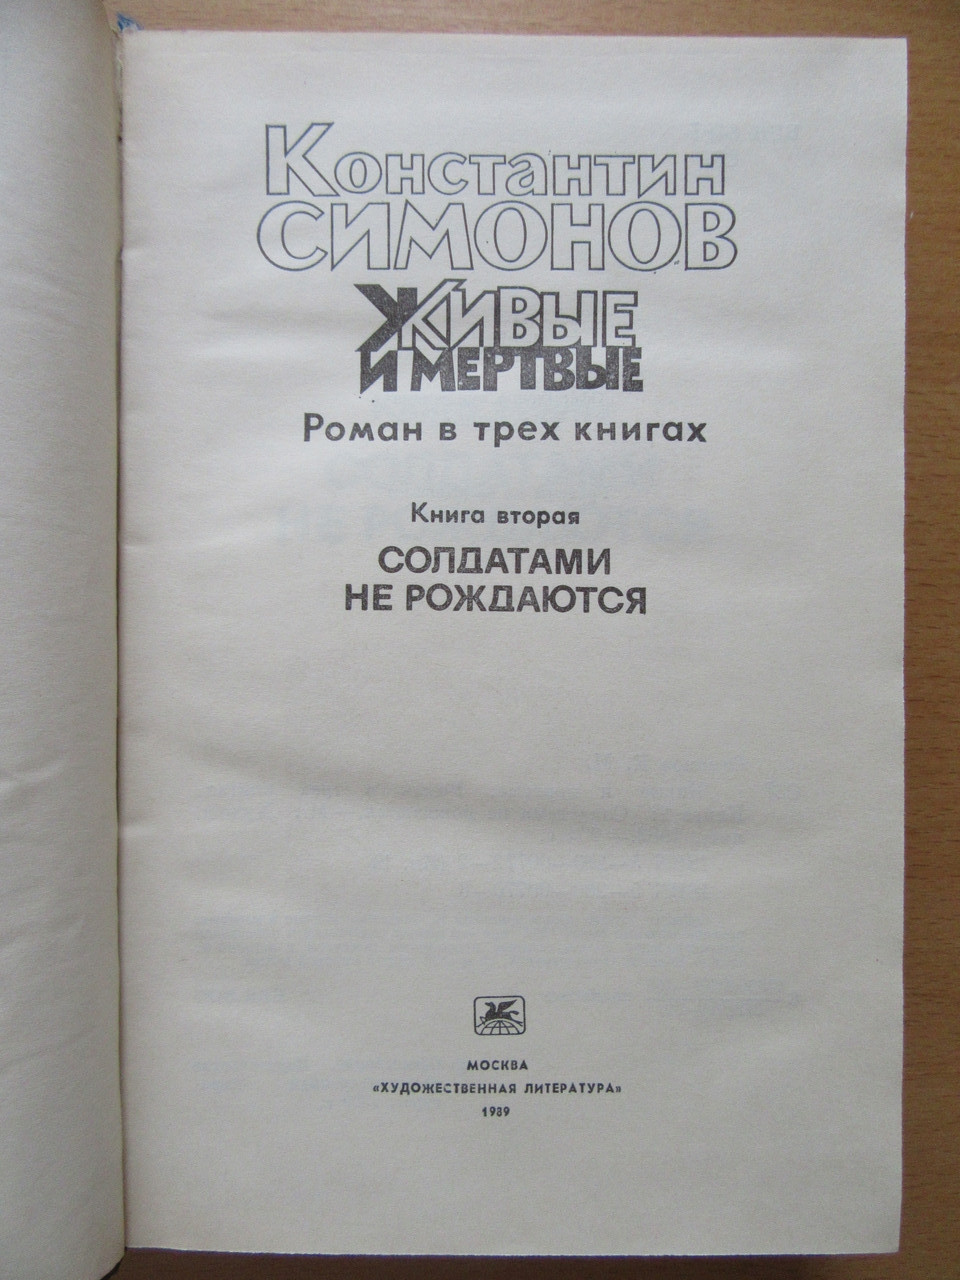 Константин
СИМОНОВ
ЖИВЫЕ
И МЕРТВЫЕ
Роман в трех книгах
Книга вторая
СОЛДАТАМИ
НЕ РОЖДАЮТСЯ
МОСКВА
«ХУДОЖЕСТВЕННАЯ ЛИТЕРАТУРА»
1989